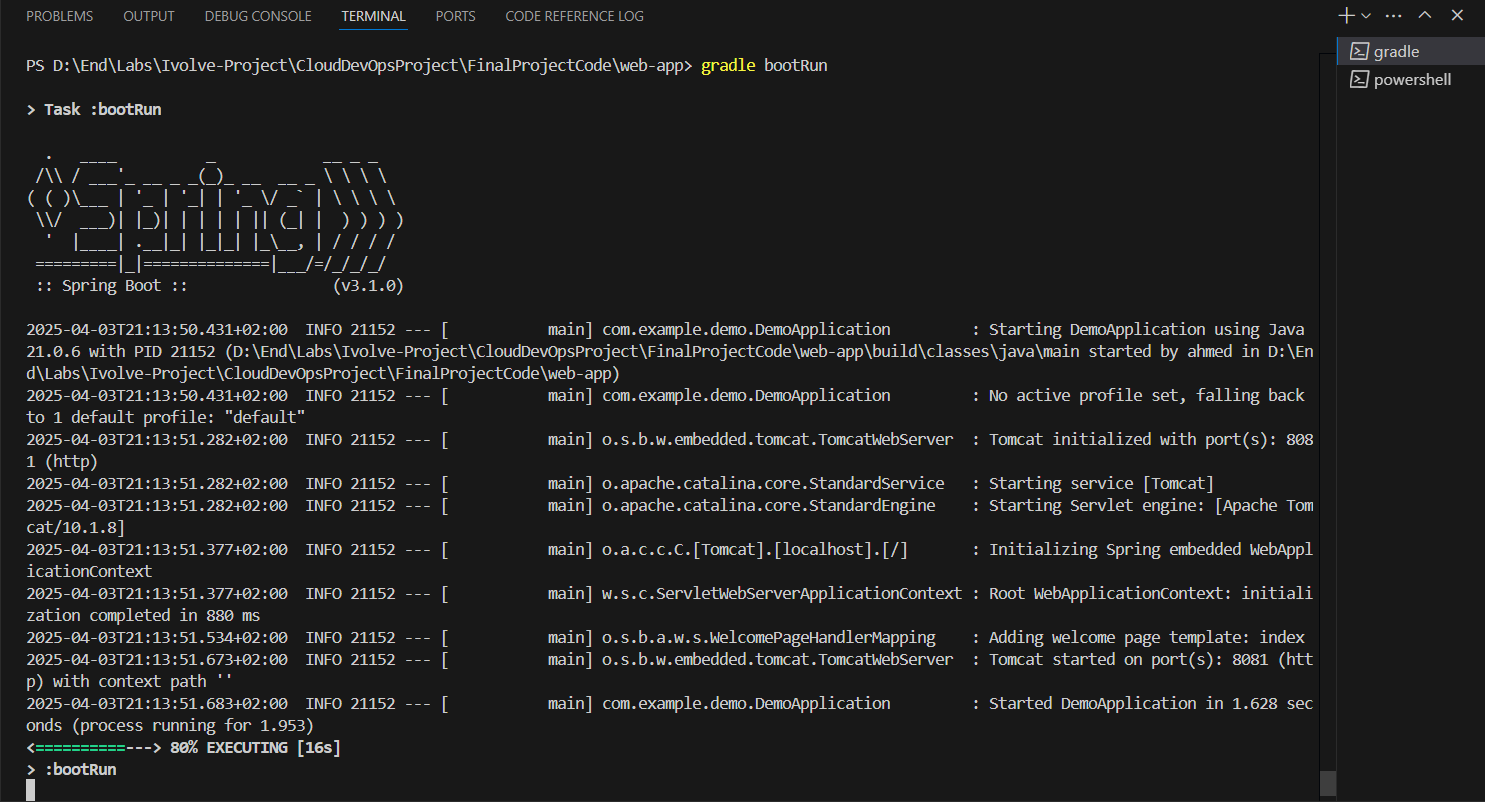 PROBLEMS OUTPUT DEBUG CONSOLE TERMINAL PORTS CODE REFERENCE LOG
gradle
powershell
PS D:\End\Labs\Ivolve-Project\CloudDevOpsProject\FinalProjectCode\web-app> gradle bootRun
> Task :bootRun
  .   ____          _            __ _ _
 /\\ / ___'_ __ _ _(_)_ __  __ _ \ \ \ \
( ( )\___ | '_ | '_| | '_ \/ _` | \ \ \ \
 \\/  ___)| |_)| | | | | || (_| |  ) ) ) )
  '  |____| .__|_| |_|_| |_\__, | / / / /
 =========|_|==============|___/=/_/_/_/
 :: Spring Boot ::                (v3.1.0)
2025-04-03T21:13:50.431+02:00  INFO 21152 --- [           main] com.example.demo.DemoApplication         : Starting DemoApplication using Java
21.0.6 with PID 21152 (D:\End\Labs\Ivolve-Project\CloudDevOpsProject\FinalProjectCode\web-app\build\classes\java\main started by ahmed in D:\En
d\Labs\Ivolve-Project\CloudDevOpsProject\FinalProjectCode\web-app)
2025-04-03T21:13:50.431+02:00  INFO 21152 --- [           main] com.example.demo.DemoApplication         : No active profile set, falling back
to 1 default profile: "default"
2025-04-03T21:13:51.282+02:00  INFO 21152 --- [           main] o.s.b.w.embedded.tomcat.TomcatWebServer  : Tomcat initialized with port(s): 808
1 (http)
2025-04-03T21:13:51.282+02:00  INFO 21152 --- [           main] o.apache.catalina.core.StandardService   : Starting service [Tomcat]
2025-04-03T21:13:51.282+02:00  INFO 21152 --- [           main] o.apache.catalina.core.StandardEngine    : Starting Servlet engine: [Apache Tom
cat/10.1.8]
2025-04-03T21:13:51.377+02:00  INFO 21152 --- [           main] o.a.c.c.C.[Tomcat].[localhost].[/]       : Initializing Spring embedded WebAppl
icationContext
2025-04-03T21:13:51.377+02:00  INFO 21152 --- [           main] w.s.c.ServletWebServerApplicationContext : Root WebApplicationContext: initiali
zation completed in 880 ms
2025-04-03T21:13:51.534+02:00  INFO 21152 --- [           main] o.s.b.a.w.s.WelcomePageHandlerMapping    : Adding welcome page template: index
2025-04-03T21:13:51.673+02:00  INFO 21152 --- [           main] o.s.b.w.embedded.tomcat.TomcatWebServer  : Tomcat started on port(s): 8081 (htt
p) with context path ''
2025-04-03T21:13:51.683+02:00  INFO 21152 --- [           main] com.example.demo.DemoApplication         : Started DemoApplication in 1.628 sec
onds (process running for 1.953)
<==========---> 80% EXECUTING [16s]
> :bootRun